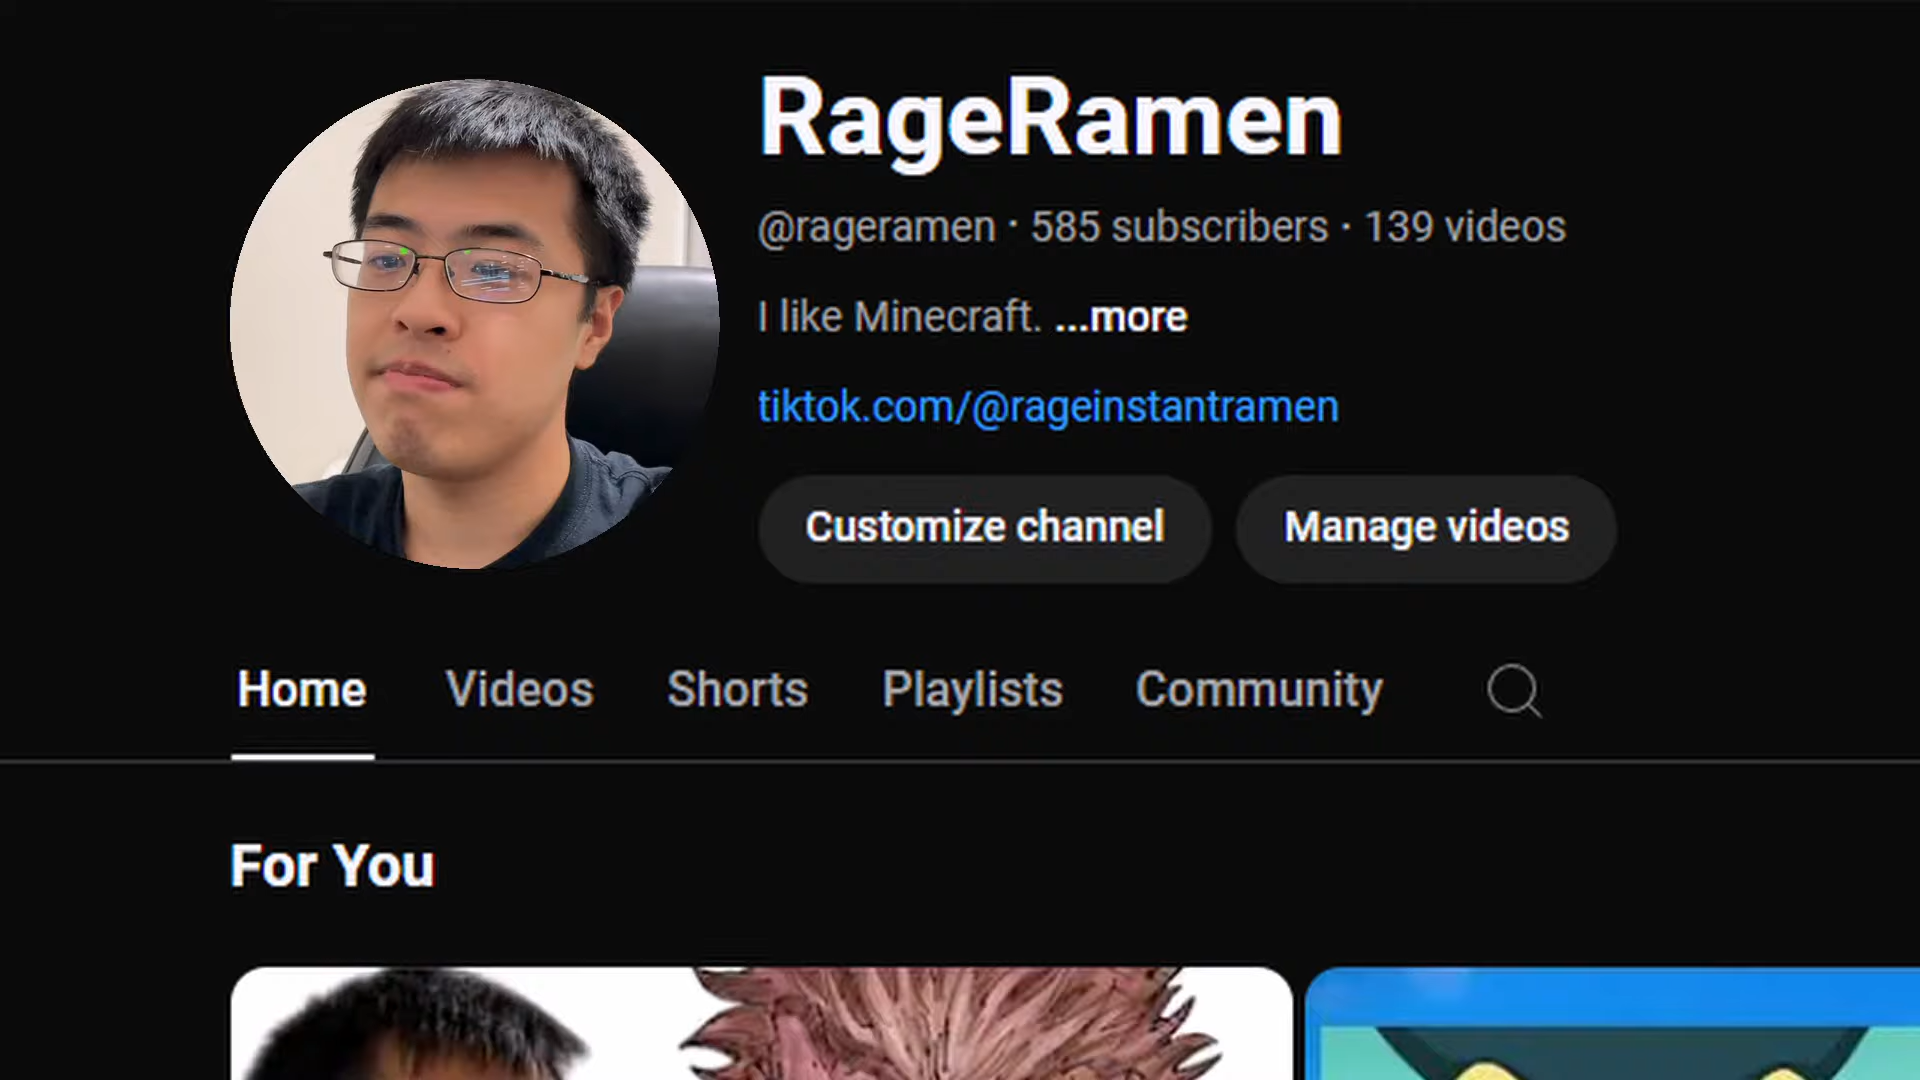 RageRamen
@rageramen · 585 subscribers · 139 videos
I like Minecraft. ...more
tiktok.com/@rageinstantramen
Customize channel Manage videos
Home Videos Shorts Playlists Community
For You